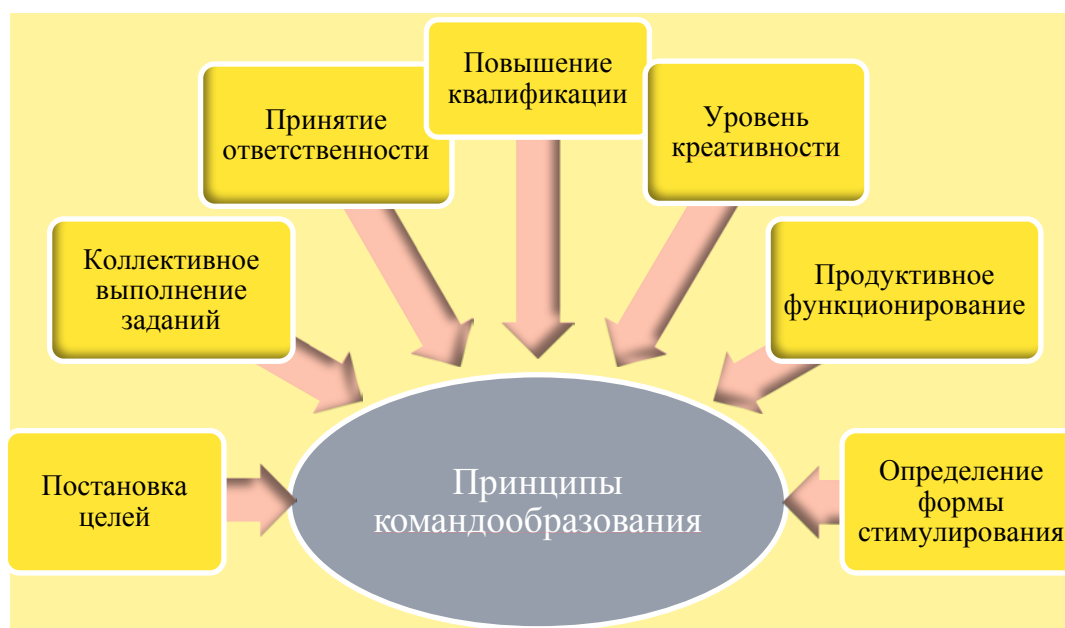 Повышение
квалификации
Принятие
ответственности
Уровень
креативности
Коллективное
выполнение
заданий
Продуктивное
функционирование
Постановка
целей
Принципы
командообразования
Определение
формы
стимулирования